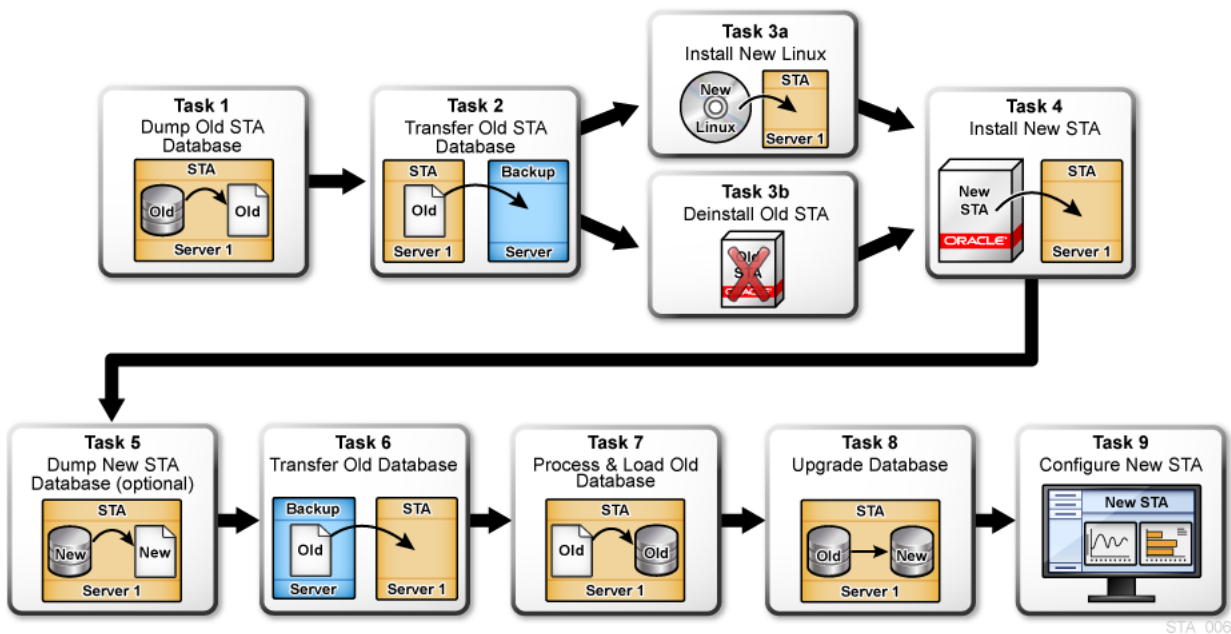 Task 1
Dump Old STA
Database
STA
Old
Old
Server 1
Task 2
Transfer Old STA
Database
STA
Backup
Old
Server 1
Server
Task 3a
Install New Linux
New
Linux
STA
Server 1
Task 3b
Deinstall Old STA
Old
STA
ORACLE
Task 4
Install New STA
New
STA
ORACLE
STA
Server 1
Task 5
Dump New STA
Database (optional)
STA
New
New
Server 1
Task 6
Transfer Old Database
Backup
STA
Old
Server
Server 1
Task 7
Process & Load Old
Database
STA
Old
Old
Server 1
Task 8
Upgrade Database
STA
Old
New
Server 1
Task 9
Configure New STA
New STA
STA_006